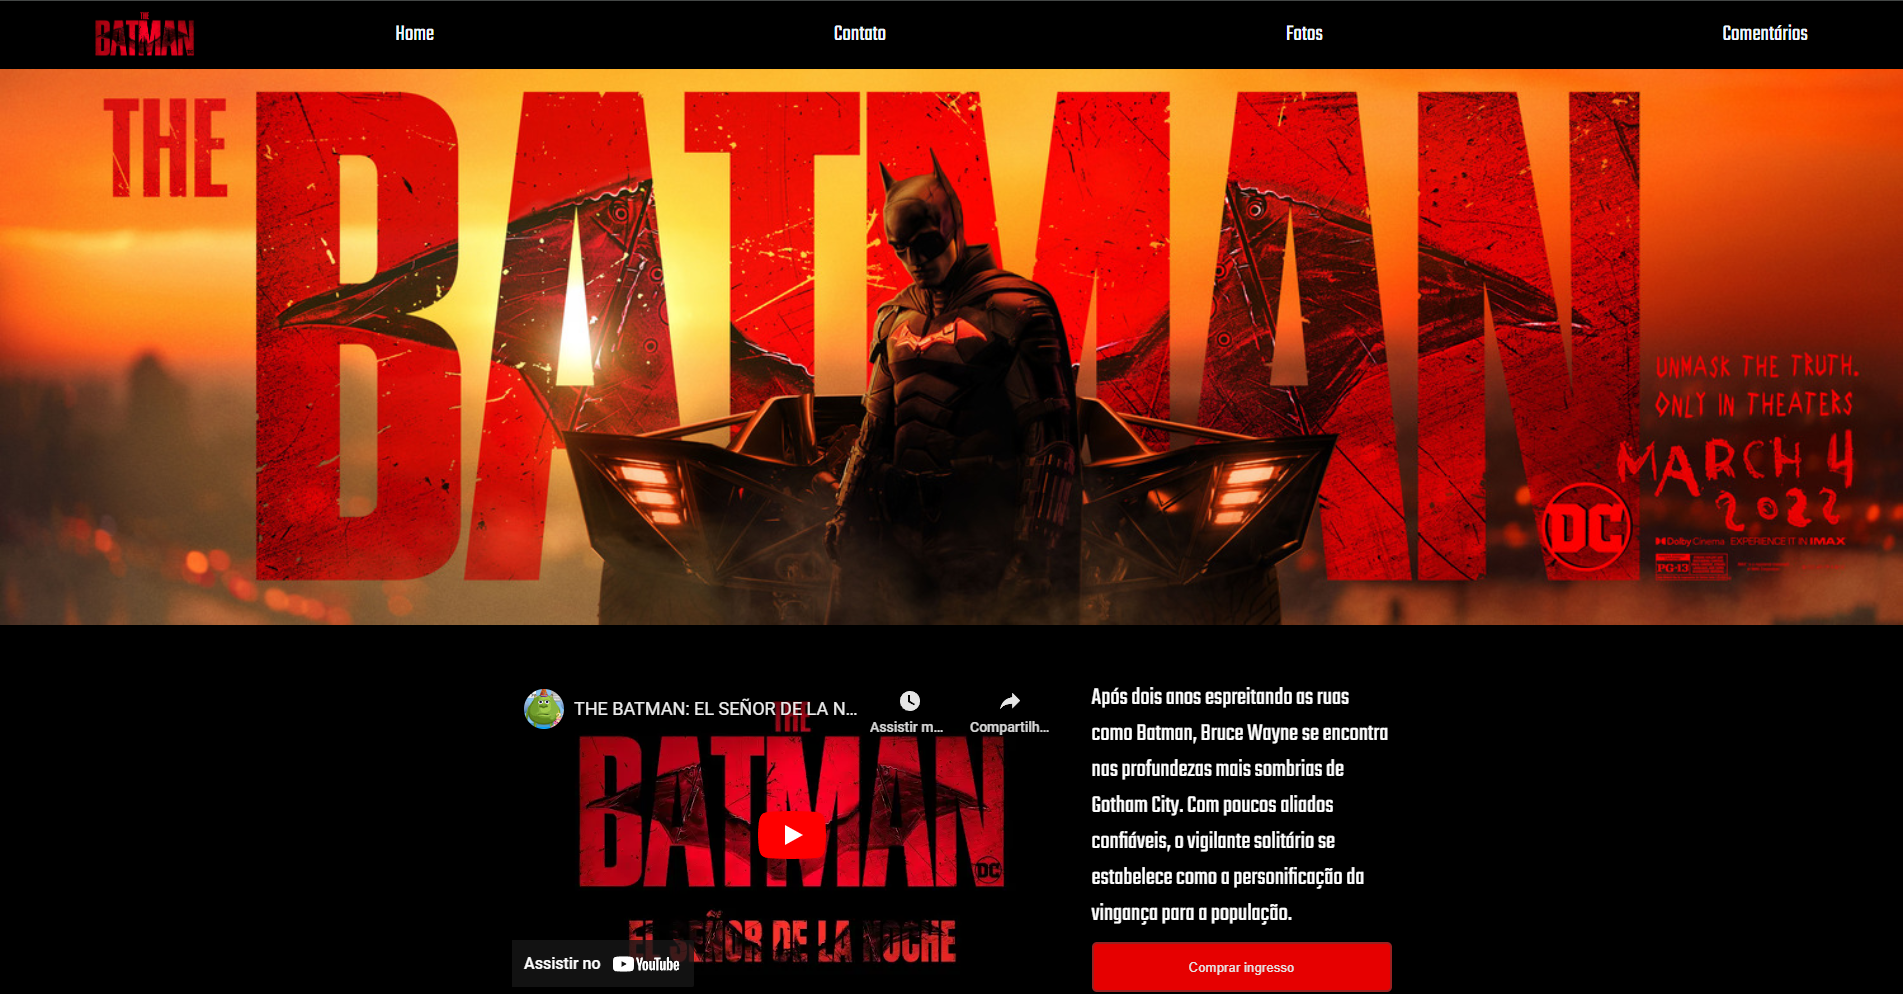 THE
BATMAN
Home
Contato
Fotos
Comentários
THE
BATMAN
UNMASK THE TRUTH.
ONLY IN THEATERS
MARCH 4
2022
DC
Dolby Cinema EXPERIENCE IT IN IMAX
PG-13
THE BATMAN: EL SEÑOR DE LA N...
Assistir m...
Compartilh...
THE
BATMAN
DC
EL SEÑOR DE LA NOCHE
Assistir no YouTube
Após dois anos espreitando as ruas
como Batman, Bruce Wayne se encontra
nas profundezas mais sombrias de
Gotham City. Com poucos aliados
confiáveis, o vigilante solitário se
estabelece como a personificação da
vingança para a população.
Comprar ingresso